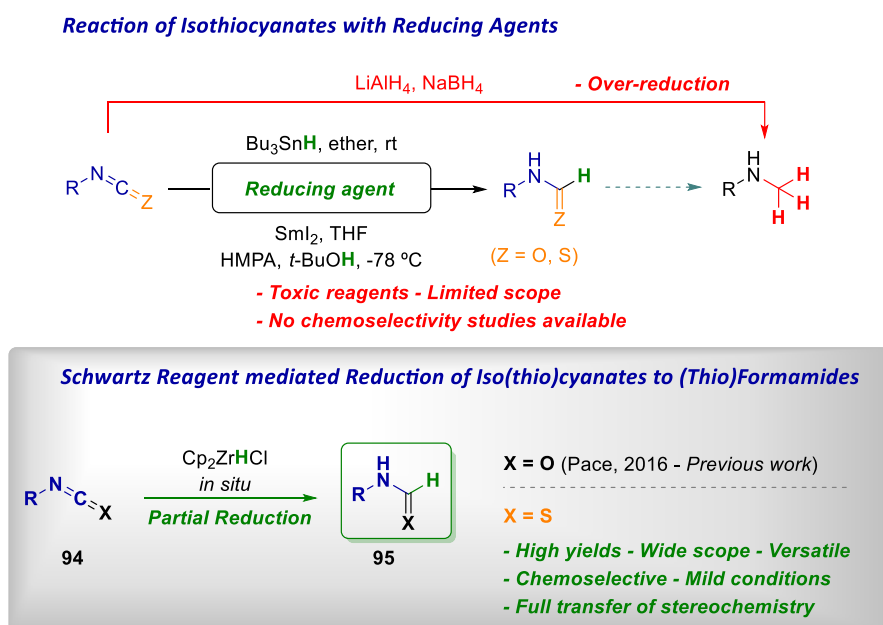 Reaction of Isothiocyanates with Reducing Agents
LiAlH4, NaBH4
- Over-reduction
Bu3SnH, ether, rt
R N C Z
Reducing agent
R N H H Z
R N H H H H
SmI2, THF
HMPA, t-BuOH, -78 ºC
(Z = O, S)
- Toxic reagents - Limited scope
- No chemoselectivity studies available
Schwartz Reagent mediated Reduction of Iso(thio)cyanates to (Thio)Formamides
Cp2ZrHCl
in situ
Partial Reduction
R N C X
94
R N H H X
95
X = O (Pace, 2016 - Previous work)
X = S
- High yields - Wide scope - Versatile
- Chemoselective - Mild conditions
- Full transfer of stereochemistry